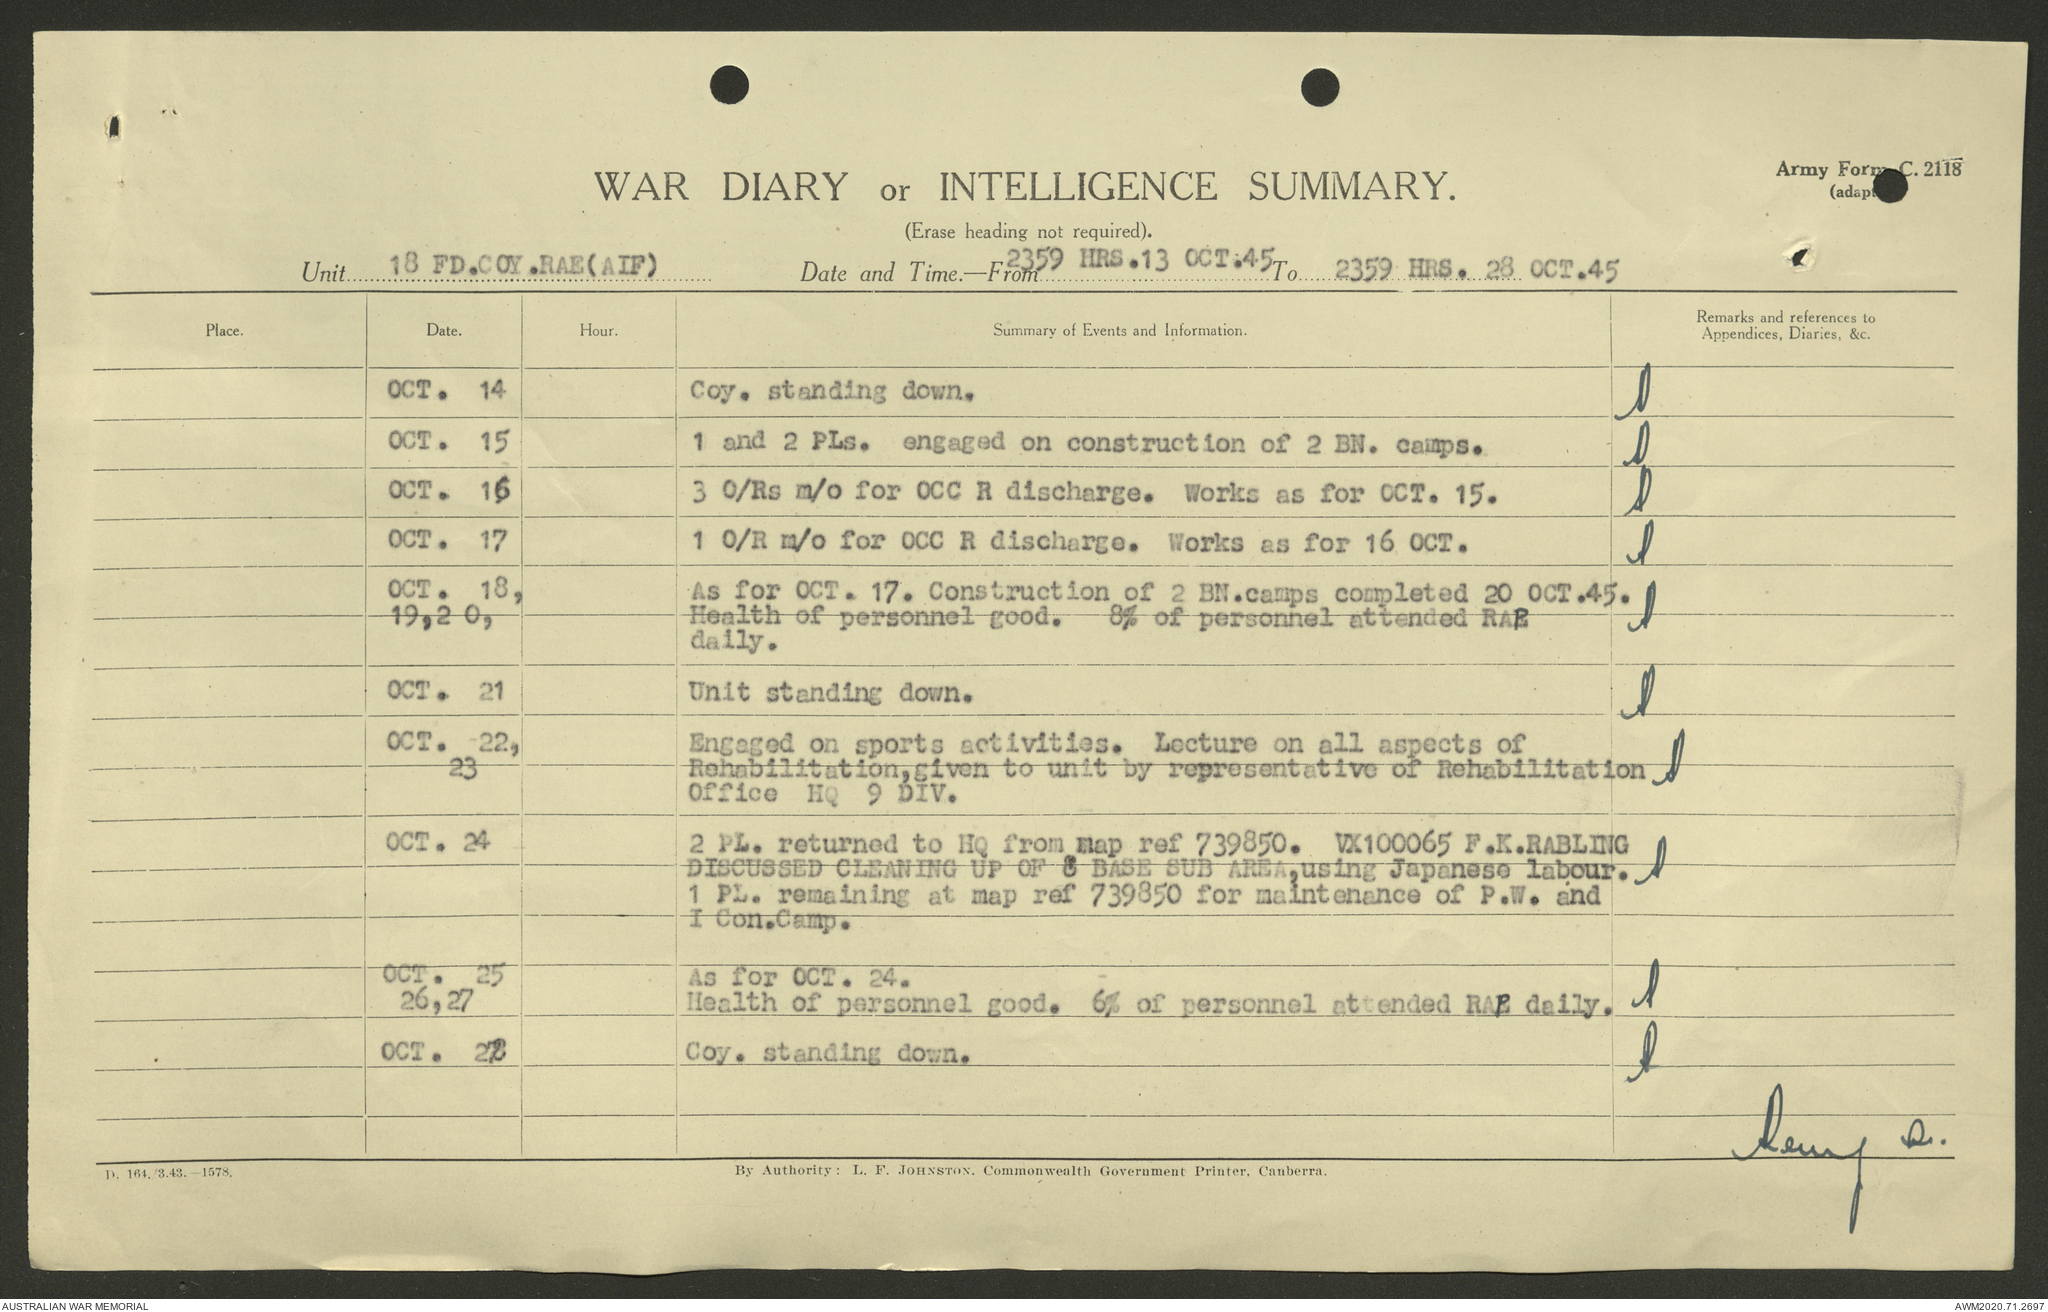 Army Form C. 2118
(adapt
WAR DIARY or INTELLIGENCE SUMMARY.
(Erase heading not required).
Unit 18 FD.COY.RAE(AIF) Date and Time.—From 2359 HRS.13 OCT.45 To 2359 HRS. 28 OCT.45
Place. Date. Hour. Summary of Events and Information. Remarks and references to
Appendices, Diaries, &c.
OCT. 14 Coy. standing down.
OCT. 15 1 and 2 PLs. engaged on construction of 2 BN. camps.
OCT. 16 3 O/Rs m/o for OCC R discharge. Works as for OCT. 15.
OCT. 17 1 O/R m/o for OCC R discharge. Works as for 16 OCT.
OCT. 18, As for OCT. 17. Construction of 2 BN.camps completed 20 OCT.45.
19,2 0, Health of personnel good. 8% of personnel attended RAP
daily.
OCT. 21 Unit standing down.
OCT. 22, Engaged on sports activities. Lecture on all aspects of
23 Rehabilitation,given to unit by representative of Rehabilitation
Office HQ 9 DIV.
OCT. 24 2 PL. returned to HQ from map ref 739850. VX100065 F.K.RABLING
DISCUSSED CLEANING UP OF 8 BASE SUB AREA,using Japanese labour.
1 PL. remaining at map ref 739850 for maintenance of P.W. and
I Con.Camp.
OCT. 25 As for OCT. 24.
26,27 Health of personnel good. 6% of personnel attended RAP daily.
OCT. 28 Coy. standing down.
D. 164./3.43.—1578. By Authority: L. F. JOHNSTON, Commonwealth Government Printer, Canberra.
AUSTRALIAN WAR MEMORIAL AWM2020.71.2697